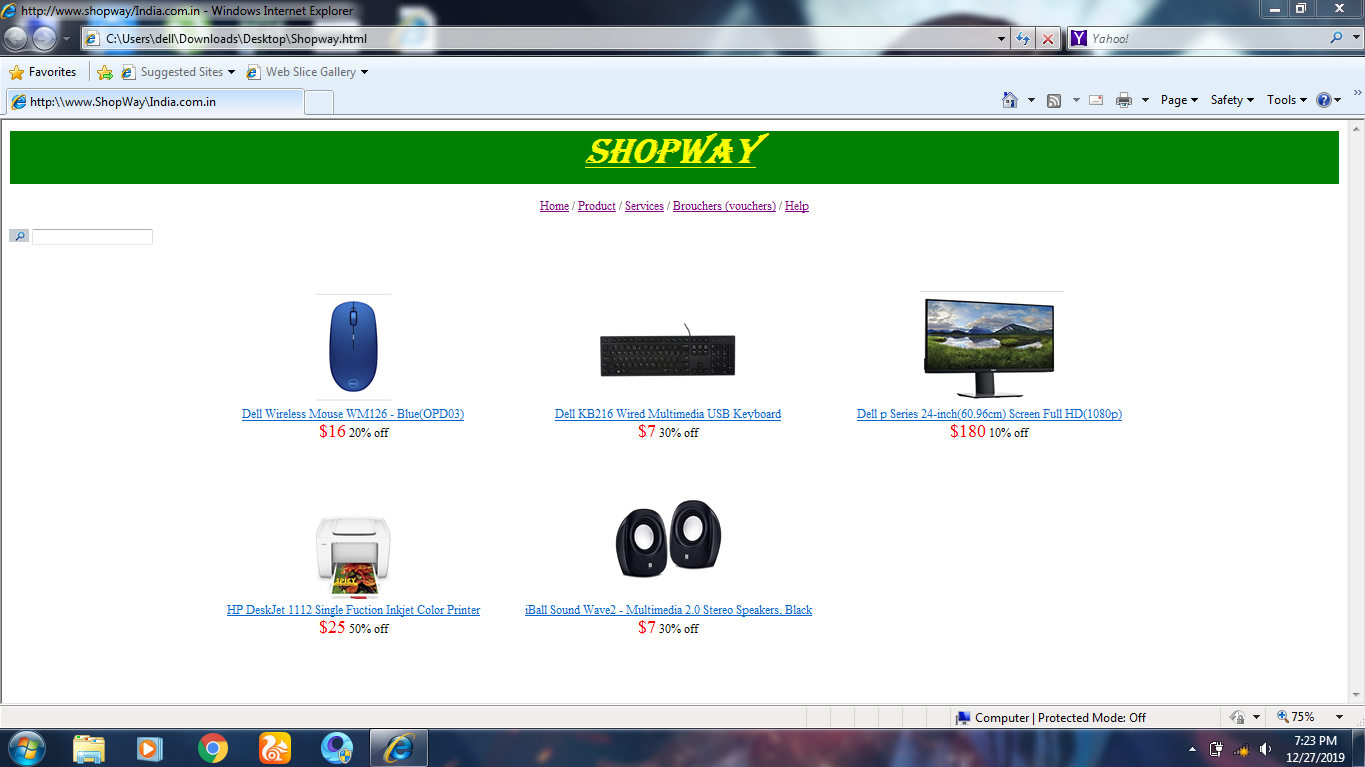 http://www.shopway/India.com.in - Windows Internet Explorer
C:\Users\dell\Downloads\Desktop\Shopway.html
Yahoo!
Favorites Suggested Sites Web Slice Gallery
http:\\www.ShopWay\India.com.in
Page Safety Tools
SHOPWAY
Home / Product / Services / Brouchers (vouchers) / Help
Dell Wireless Mouse WM126 - Blue(OPD03)
$16 20% off
Dell KB216 Wired Multimedia USB Keyboard
$7 30% off
Dell p Series 24-inch(60.96cm) Screen Full HD(1080p)
$180 10% off
SPICY
HP DeskJet 1112 Single Fuction Inkjet Color Printer
$25 50% off
iBall Sound Wave2 - Multimedia 2.0 Stereo Speakers, Black
$7 30% off
Computer | Protected Mode: Off
75%
7:23 PM
12/27/2019